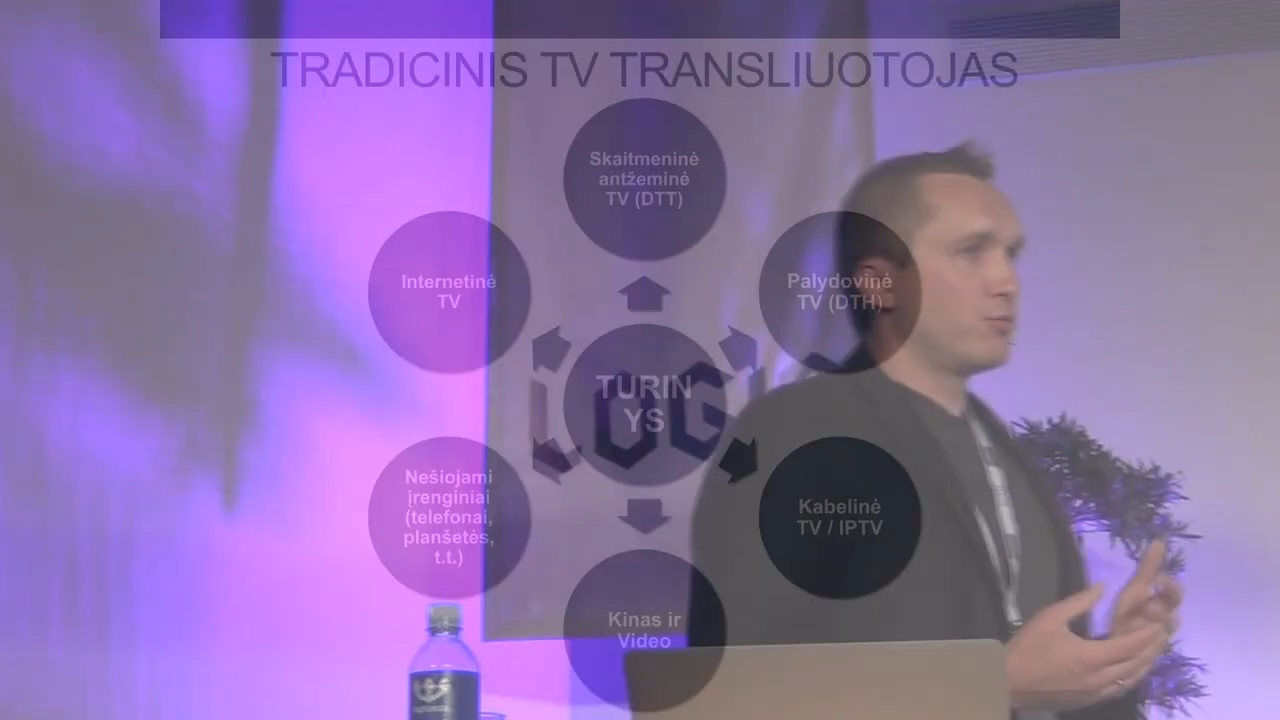 TRADICINIS TV TRANSLIUOTOJAS
Skaitmeninė
antžeminė
TV (DTT)
Internetinė
TV
Palydovinė
TV (DTH)
TURIN
YS
LOGI
Nešiojami
įrenginiai
(telefonai,
planšetės,
t.t.)
Kabelinė
TV / IPTV
Kinas ir
Video